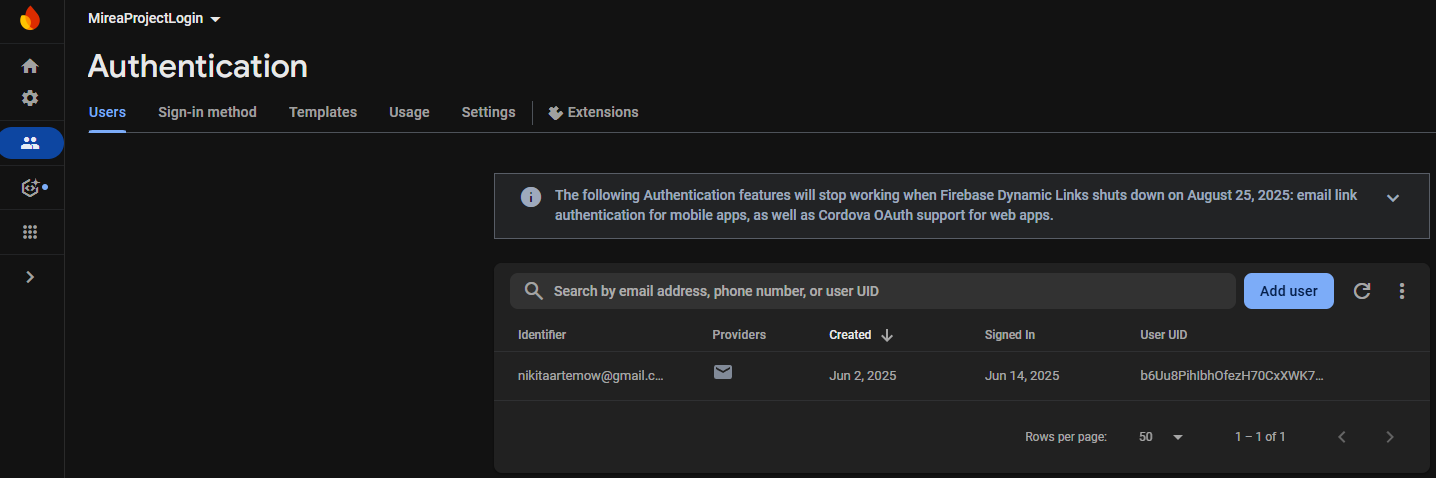 MireaProjectLogin
Authentication
Users Sign-in method Templates Usage Settings Extensions
The following Authentication features will stop working when Firebase Dynamic Links shuts down on August 25, 2025: email link
authentication for mobile apps, as well as Cordova OAuth support for web apps.
Search by email address, phone number, or user UID Add user
Identifier Providers Created Signed In User UID
nikitaartemow@gmail.c... Jun 2, 2025 Jun 14, 2025 b6Uu8PihIbhOfezH70CxXWK7...
Rows per page: 50 1 – 1 of 1